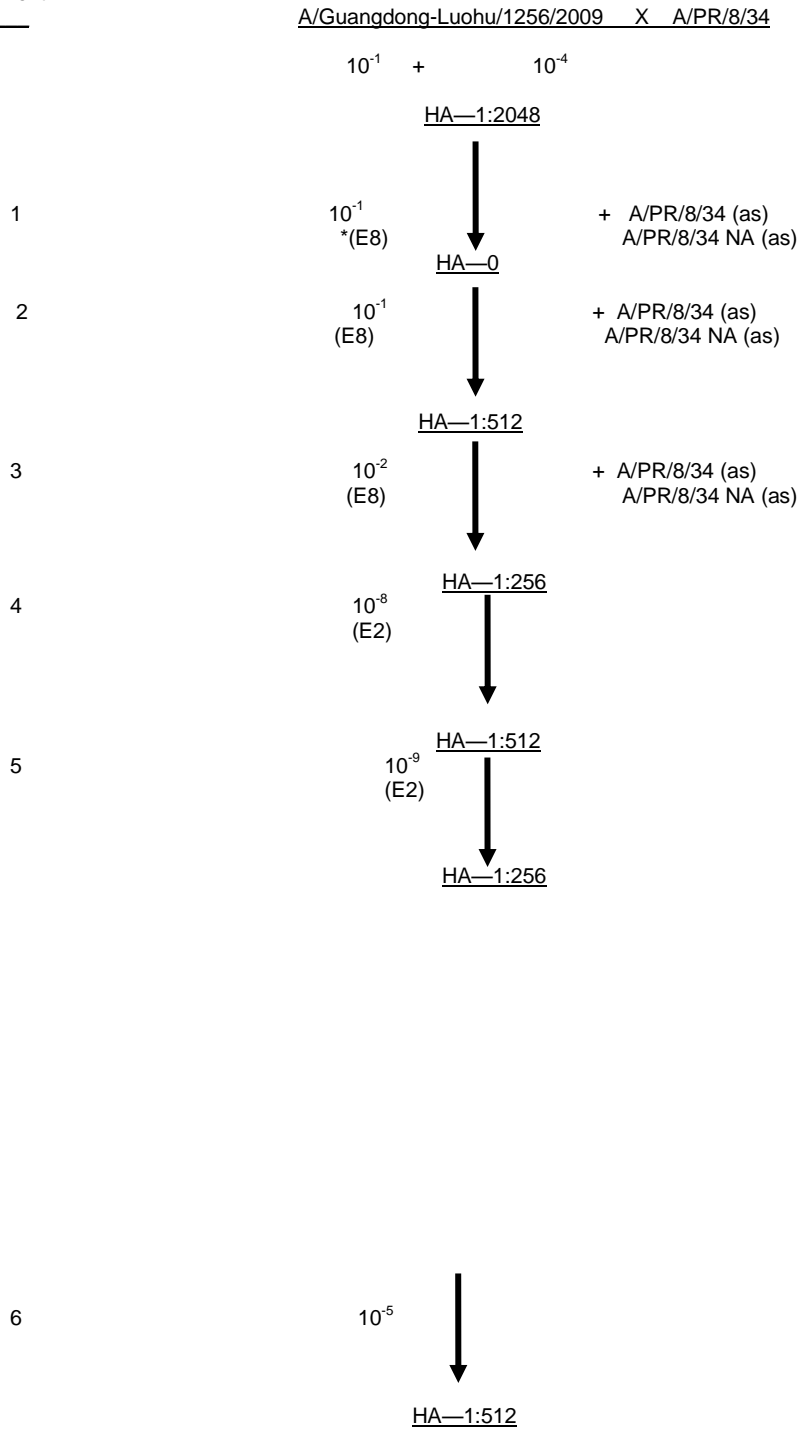 A/Guangdong-Luohu/1256/2009 X A/PR/8/34
10⁻¹ + 10⁻⁴
HA—1:2048
1 10⁻¹ + A/PR/8/34 (as)
*(E8) A/PR/8/34 NA (as)
HA—0
2 10⁻¹ + A/PR/8/34 (as)
(E8) A/PR/8/34 NA (as)
HA—1:512
3 10⁻² + A/PR/8/34 (as)
(E8) A/PR/8/34 NA (as)
HA—1:256
4 10⁻⁸
(E2)
HA—1:512
5 10⁻⁹
(E2)
HA—1:256
6 10⁻⁵
HA—1:512